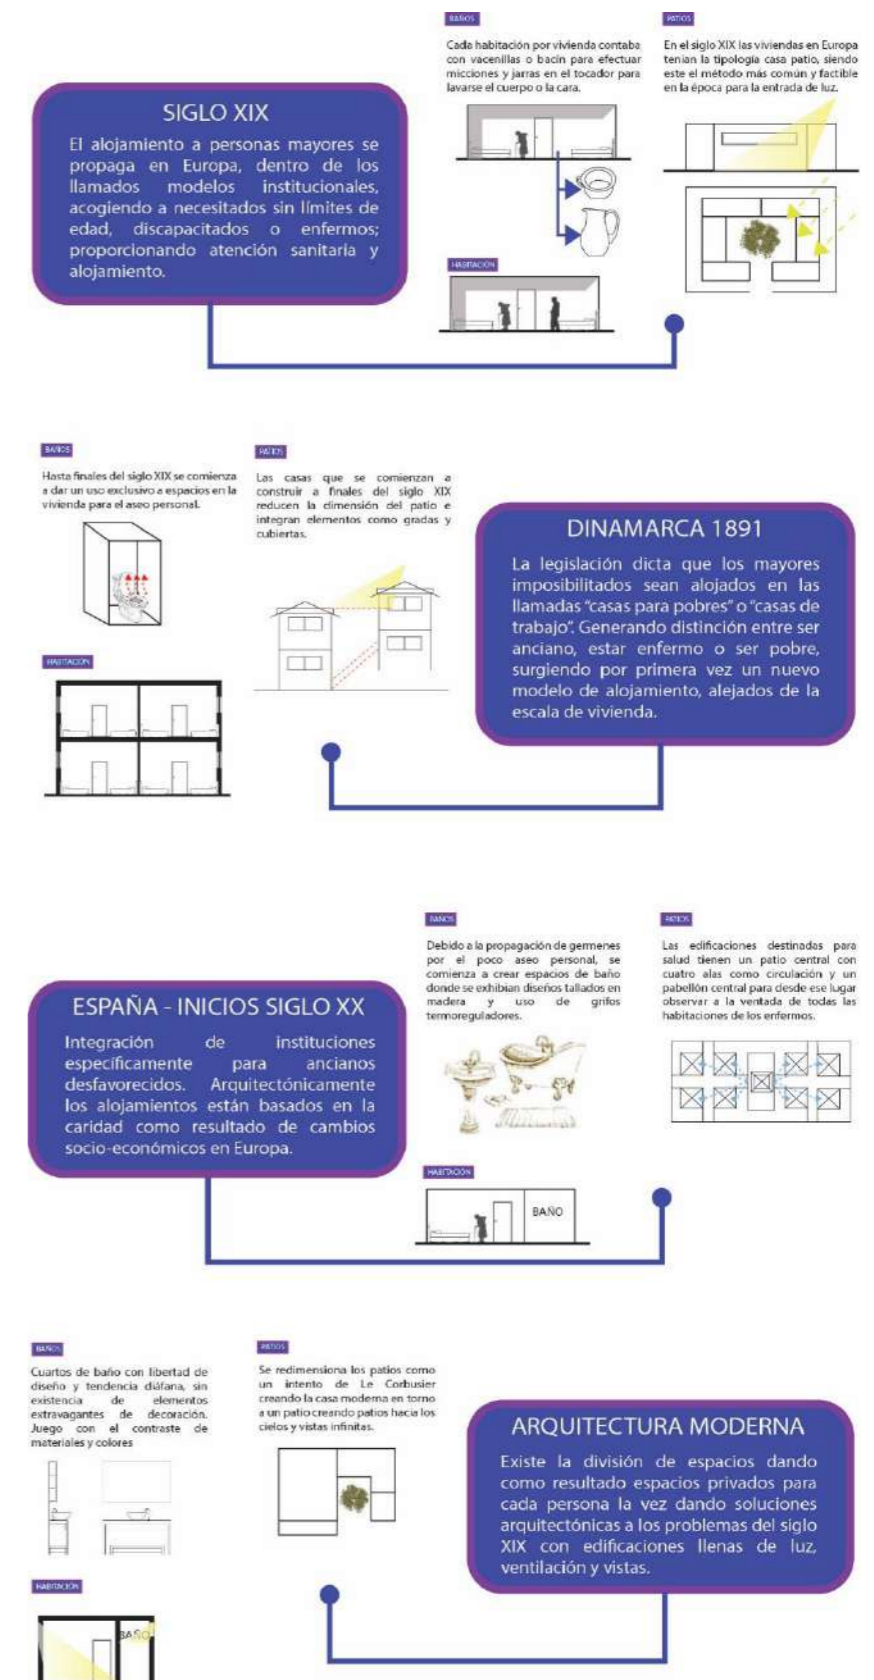 BAÑOS
Cada habitación por vivienda contaba
con vacenillas o bacín para efectuar
micciones y jarras en el tocador para
lavarse el cuerpo o la cara.
PATIOS
En el siglo XIX las viviendas en Europa
tenian la tipología casa patio, siendo
este el método más común y factible
en la época para la entrada de luz.
SIGLO XIX
El alojamiento a personas mayores se
propaga en Europa, dentro de los
llamados modelos institucionales,
acogiendo a necesitados sin límites de
edad, discapacitados o enfermos;
proporcionando atención sanitaria y
alojamiento.
HABITACIÓN
BAÑOS
Hasta finales del siglo XIX se comienza
a dar un uso exclusivo a espacios en la
vivienda para el aseo personal.
PATIOS
Las casas que se comienzan a
construir a finales del siglo XIX
reducen la dimensión del patio e
integran elementos como gradas y
cubiertas.
HABITACIÓN
DINAMARCA 1891
La legislación dicta que los mayores
imposibilitados sean alojados en las
llamadas “casas para pobres” o “casas de
trabajo”. Generando distinción entre ser
anciano, estar enfermo o ser pobre,
surgiendo por primera vez un nuevo
modelo de alojamiento, alejados de la
escala de vivienda.
BAÑOS
Debido a la propagación de germenes
por el poco aseo personal, se
comienza a crear espacios de baño
donde se exhibian diseños tallados en
madera y uso de grifos
termoreguladores.
PATIOS
Las edificaciones destinadas para
salud tienen un patio central con
cuatro alas como circulación y un
pabellón central para desde ese lugar
observar a la ventada de todas las
habitaciones de los enfermos.
ESPAÑA - INICIOS SIGLO XX
Integración de instituciones
específicamente para ancianos
desfavorecidos. Arquitectónicamente
los alojamientos están basados en la
caridad como resultado de cambios
socio-económicos en Europa.
HABITACIÓN
BAÑO
BAÑOS
Cuartos de baño con libertad de
diseño y tendencia diáfana, sin
existencia de elementos
extravagantes de decoración.
Juego con el contraste de
materiales y colores
PATIOS
Se redimensiona los patios como
un intento de Le Corbusier
creando la casa moderna en torno
a un patio creando patios hacia los
cielos y vistas infinitas.
ARQUITECTURA MODERNA
Existe la división de espacios dando
como resultado espacios privados para
cada persona la vez dando soluciones
arquitectónicas a los problemas del siglo
XIX con edificaciones llenas de luz,
ventilación y vistas.
HABITACIÓN
BAÑO